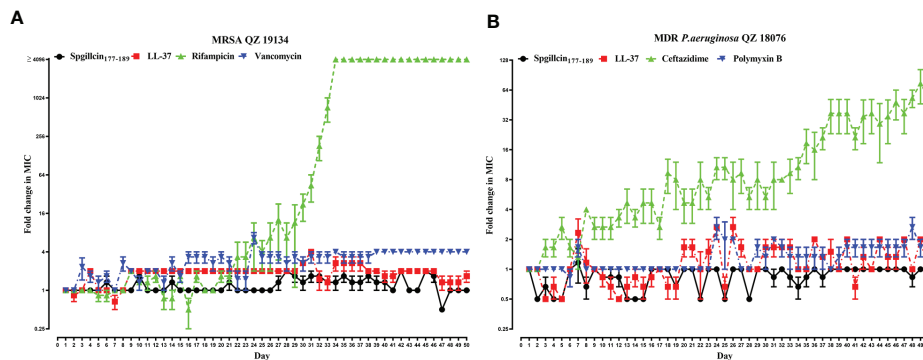 A
MRSA QZ 19134
Spgillcin177-189 LL-37 Rifampicin Vancomycin
Fold change in MIC
≥ 4096
1024
256
64
16
4
1
0.25
0 1 2 3 4 5 6 7 8 9 10 11 12 13 14 15 16 17 18 19 20 21 22 23 24 25 26 27 28 29 30 31 32 33 34 35 36 37 38 39 40 41 42 43 44 45 46 47 48 49 50
Day
B
MDR P.aeruginosa QZ 18076
Spgillcin177-189 LL-37 Ceftazidime Polymyxin B
Fold change in MIC
128
64
32
16
8
4
2
1
0.5
0.25
0 1 2 3 4 5 6 7 8 9 10 11 12 13 14 15 16 17 18 19 20 21 22 23 24 25 26 27 28 29 30 31 32 33 34 35 36 37 38 39 40 41 42 43 44 45 46 47 48 49
Day